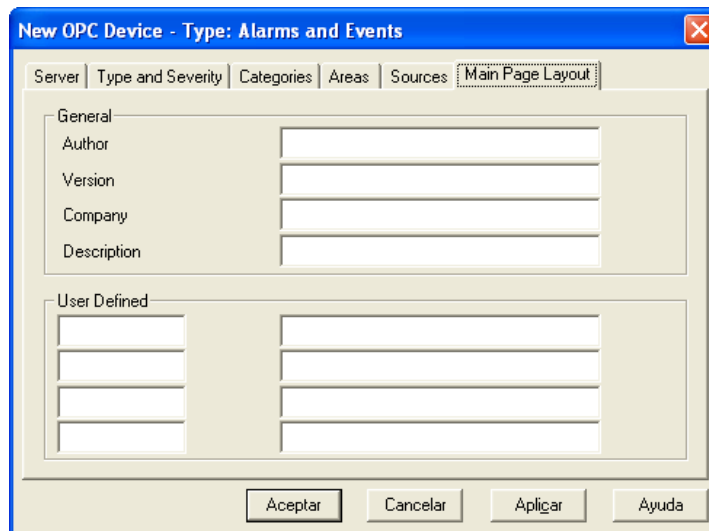 New OPC Device - Type: Alarms and Events
Server Type and Severity Categories Areas Sources Main Page Layout
General
Author
Version
Company
Description
User Defined
Aceptar Cancelar Aplicar Ayuda